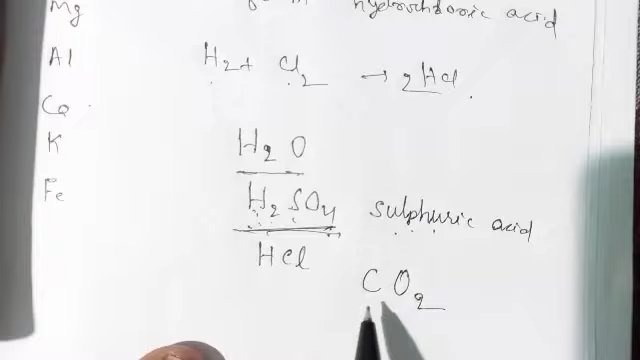 Mg
hydrochloric acid
Al
H2 + Cl2 → 2HCl
Ca
K
H2O
Fe
H2SO4 sulphuric acid
HCl
CO2